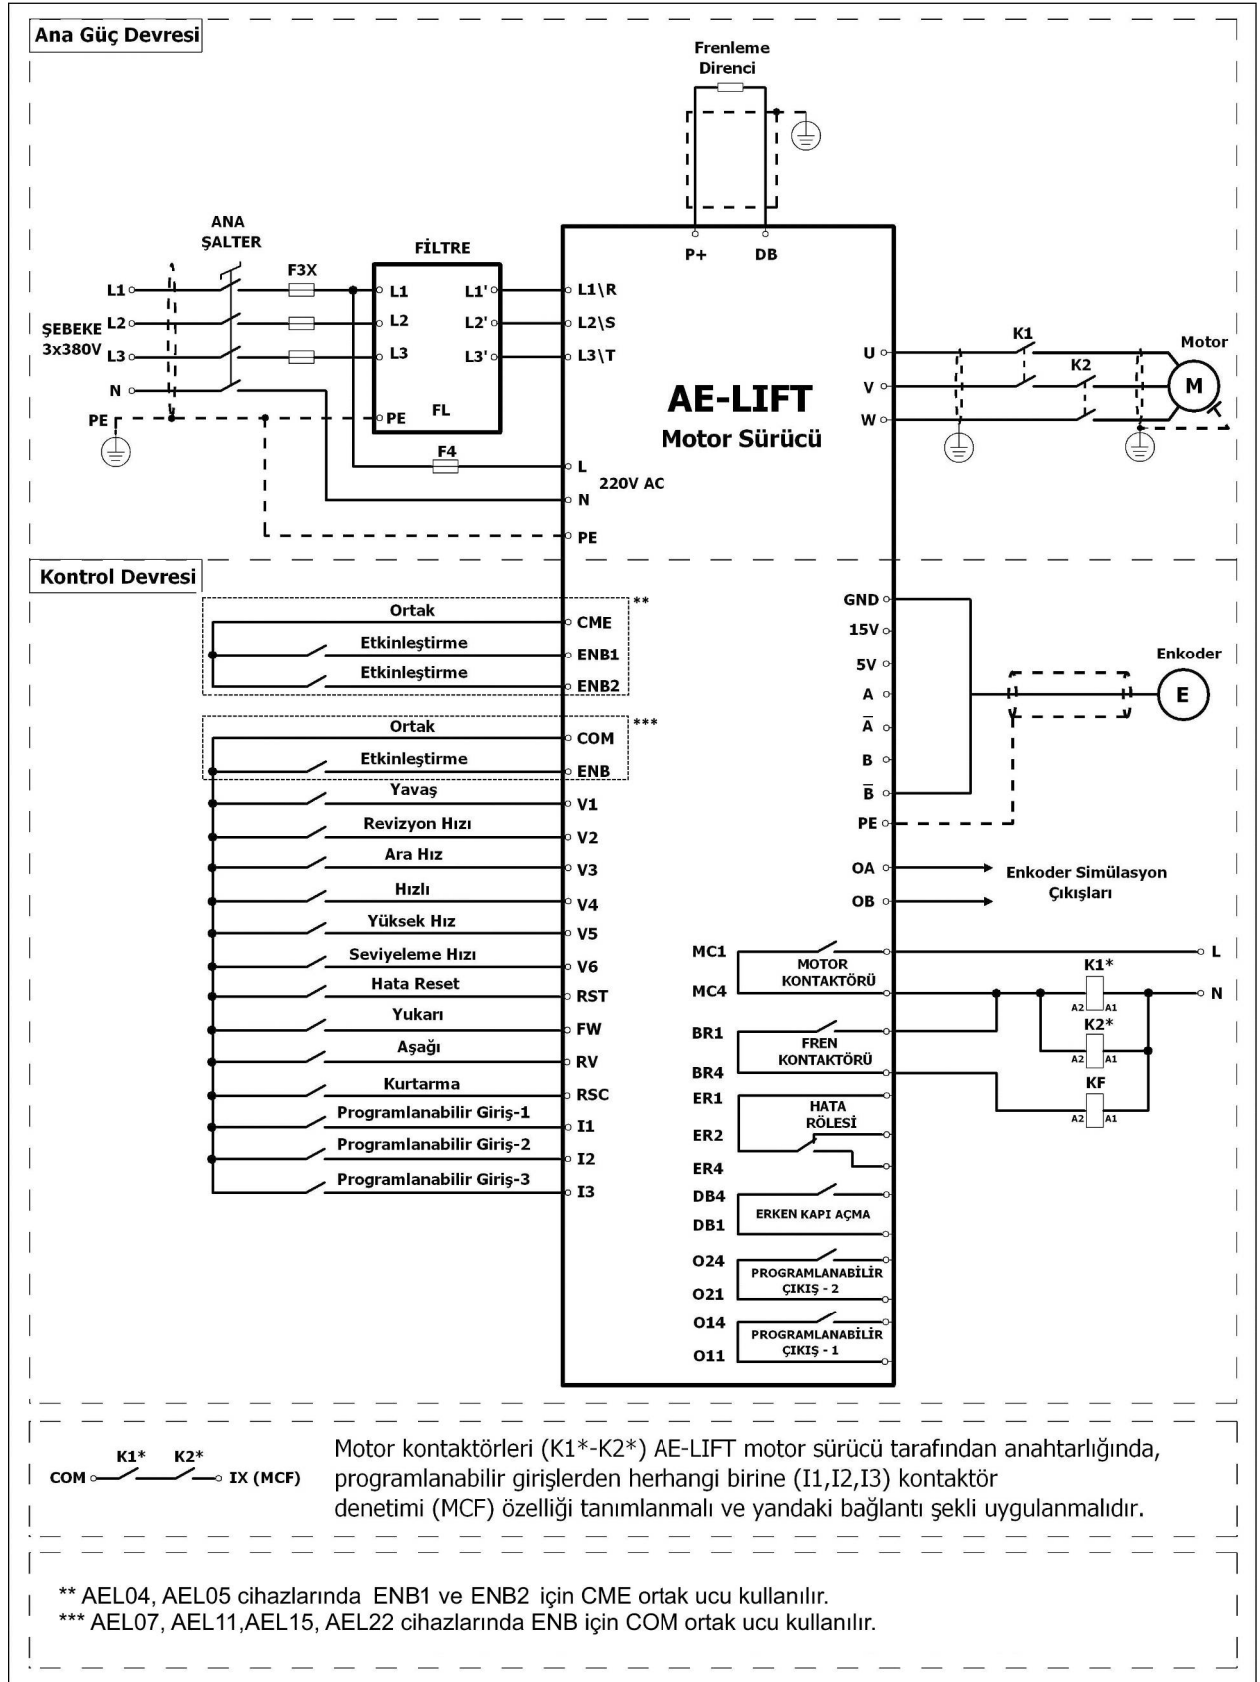 Ana Güç Devresi
Frenleme
Direnci
P+
DB
ANA
ŞALTER
FİLTRE
F3X
L1
L1
L1'
L1\R
L2
L2
L2'
L2\S
ŞEBEKE
3x380V
L3
L3
L3'
L3\T
N
PE
PE
FL
F4
L
220V AC
N
PE
AE-LIFT
Motor Sürücü
U
V
W
K1
K2
Motor
M
Kontrol Devresi
**
Ortak
CME
Etkinleştirme
ENB1
Etkinleştirme
ENB2
***
Ortak
COM
Etkinleştirme
ENB
Yavaş
V1
Revizyon Hızı
V2
Ara Hız
V3
Hızlı
V4
Yüksek Hız
V5
Seviyeleme Hızı
V6
Hata Reset
RST
Yukarı
FW
Aşağı
RV
Kurtarma
RSC
Programlanabilir Giriş-1
I1
Programlanabilir Giriş-2
I2
Programlanabilir Giriş-3
I3
GND
15V
5V
A
A̅
B
B̅
PE
Enkoder
E
OA
OB
Enkoder Simülasyon
Çıkışları
MC1
MOTOR
KONTAKTÖRÜ
MC4
L
K1*
N
A2
A1
K2*
A2
A1
KF
A2
A1
BR1
FREN
KONTAKTÖRÜ
BR4
ER1
HATA
RÖLESİ
ER2
ER4
DB4
ERKEN KAPI AÇMA
DB1
O24
PROGRAMLANABİLİR
ÇIKIŞ - 2
O21
O14
PROGRAMLANABİLİR
ÇIKIŞ - 1
O11
K1*
K2*
COM
IX (MCF)
Motor kontaktörleri (K1*-K2*) AE-LIFT motor sürücü tarafından anahtarlığında,
programlanabilir girişlerden herhangi birine (I1,I2,I3) kontaktör
denetimi (MCF) özelliği tanımlanmalı ve yandaki bağlantı şekli uygulanmalıdır.
** AEL04, AEL05 cihazlarında ENB1 ve ENB2 için CME ortak ucu kullanılır.
*** AEL07, AEL11,AEL15, AEL22 cihazlarında ENB için COM ortak ucu kullanılır.